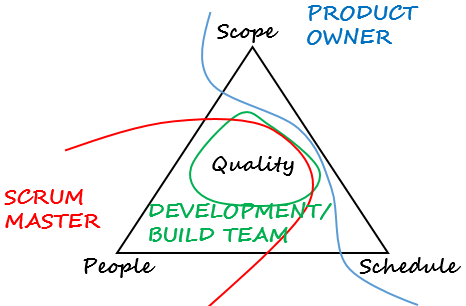 PRODUCT
OWNER
Scope
Quality
SCRUM
MASTER
DEVELOPMENT/
BUILD TEAM
People
Schedule